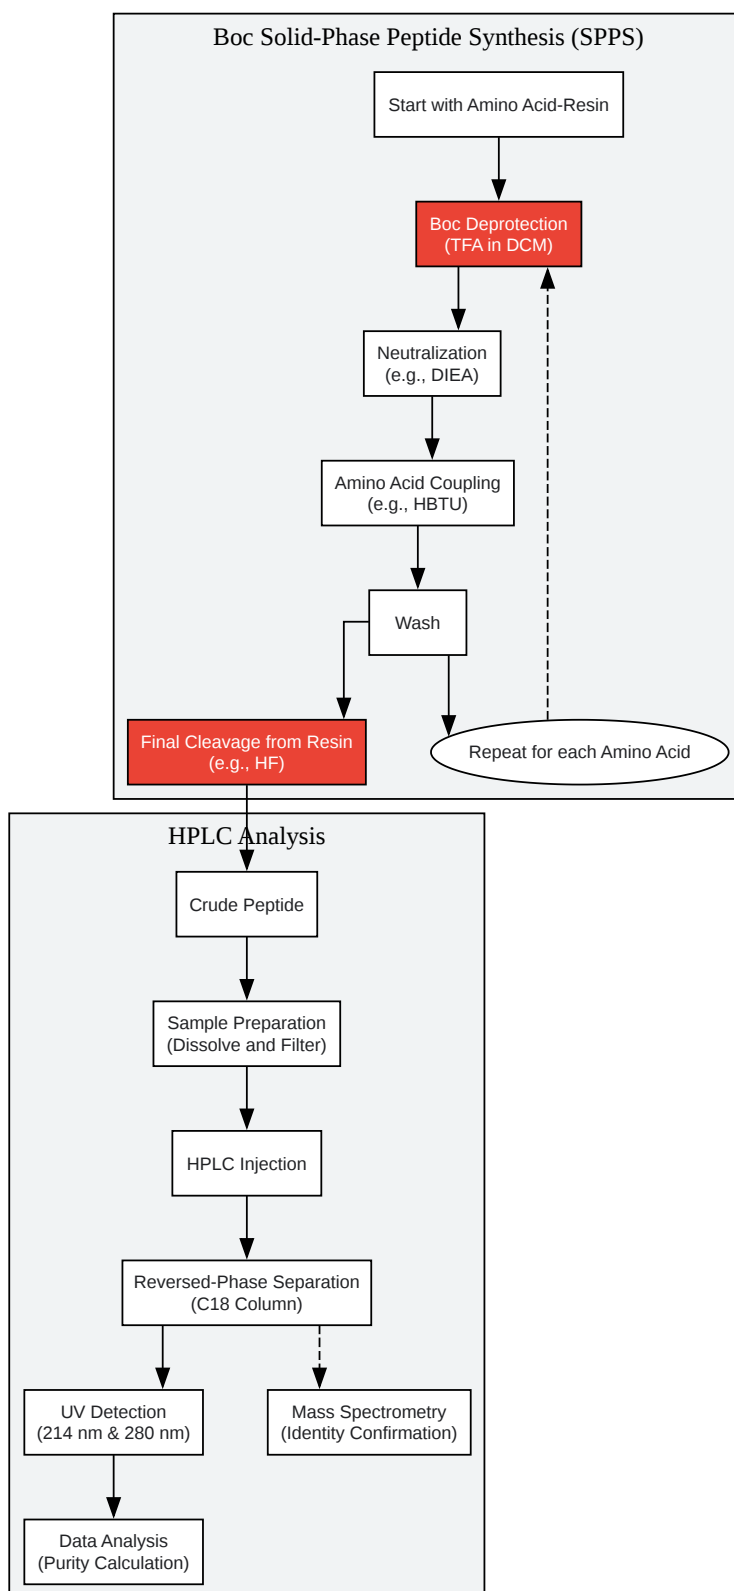 Boc Solid-Phase Peptide Synthesis (SPPS)
Start with Amino Acid-Resin
Boc Deprotection
(TFA in DCM)
Neutralization
(e.g., DIEA)
Amino Acid Coupling
(e.g., HBTU)
Wash
Final Cleavage from Resin
(e.g., HF)
Repeat for each Amino Acid
HPLC Analysis
Crude Peptide
Sample Preparation
(Dissolve and Filter)
HPLC Injection
Reversed-Phase Separation
(C18 Column)
UV Detection
(214 nm & 280 nm)
Mass Spectrometry
(Identity Confirmation)
Data Analysis
(Purity Calculation)